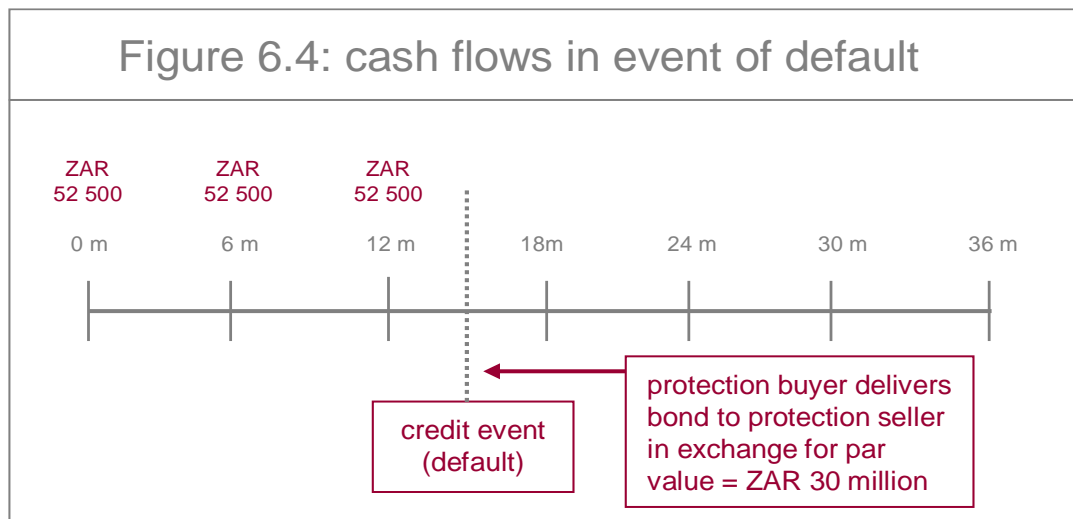 Figure 6.4: cash flows in event of default
ZAR
52 500
ZAR
52 500
ZAR
52 500
0 m
6 m
12 m
18m
24 m
30 m
36 m
credit event
(default)
protection buyer delivers
bond to protection seller
in exchange for par
value = ZAR 30 million